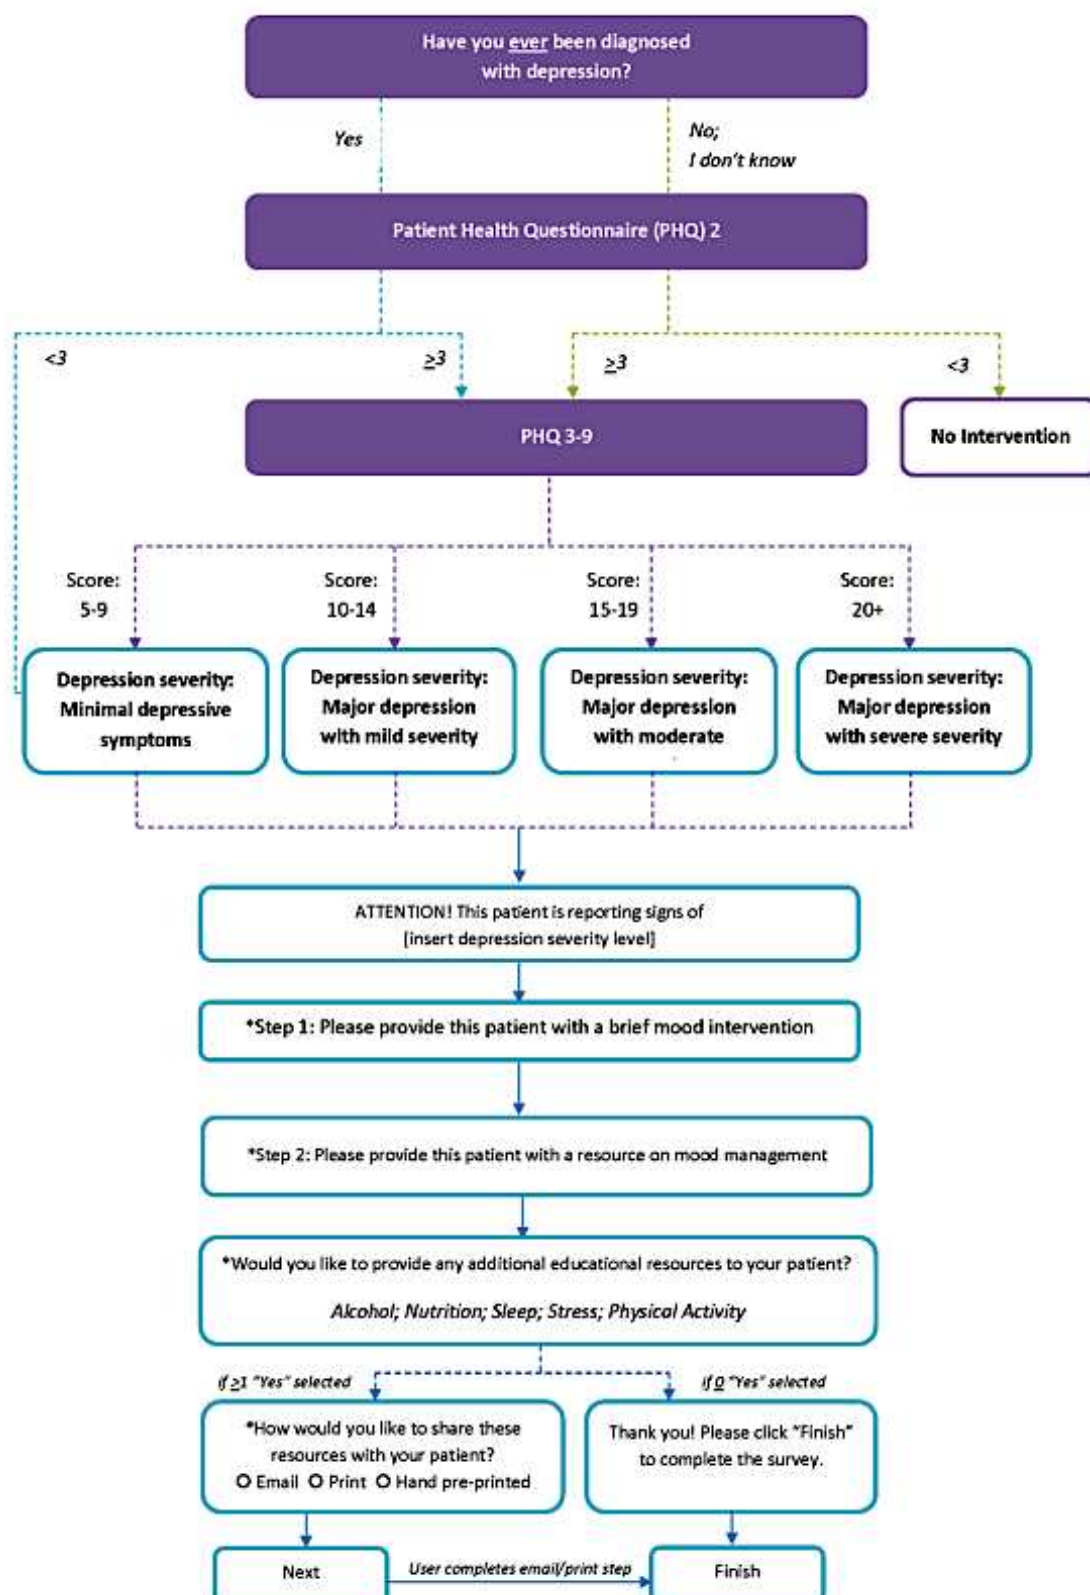 Have you ever been diagnosed
with depression?
Yes
No;
I don't know
Patient Health Questionnaire (PHQ) 2
<3
≥3
≥3
<3
PHQ 3-9
No Intervention
Score:
5-9
Score:
10-14
Score:
15-19
Score:
20+
Depression severity:
Minimal depressive
symptoms
Depression severity:
Major depression
with mild severity
Depression severity:
Major depression
with moderate
Depression severity:
Major depression
with severe severity
ATTENTION! This patient is reporting signs of
[insert depression severity level]
*Step 1: Please provide this patient with a brief mood intervention
*Step 2: Please provide this patient with a resource on mood management
*Would you like to provide any additional educational resources to your patient?
Alcohol; Nutrition; Sleep; Stress; Physical Activity
if ≥1 "Yes" selected
if 0 "Yes" selected
*How would you like to share these
resources with your patient?
O Email O Print O Hand pre-printed
Thank you! Please click "Finish"
to complete the survey.
Next
User completes email/print step
Finish